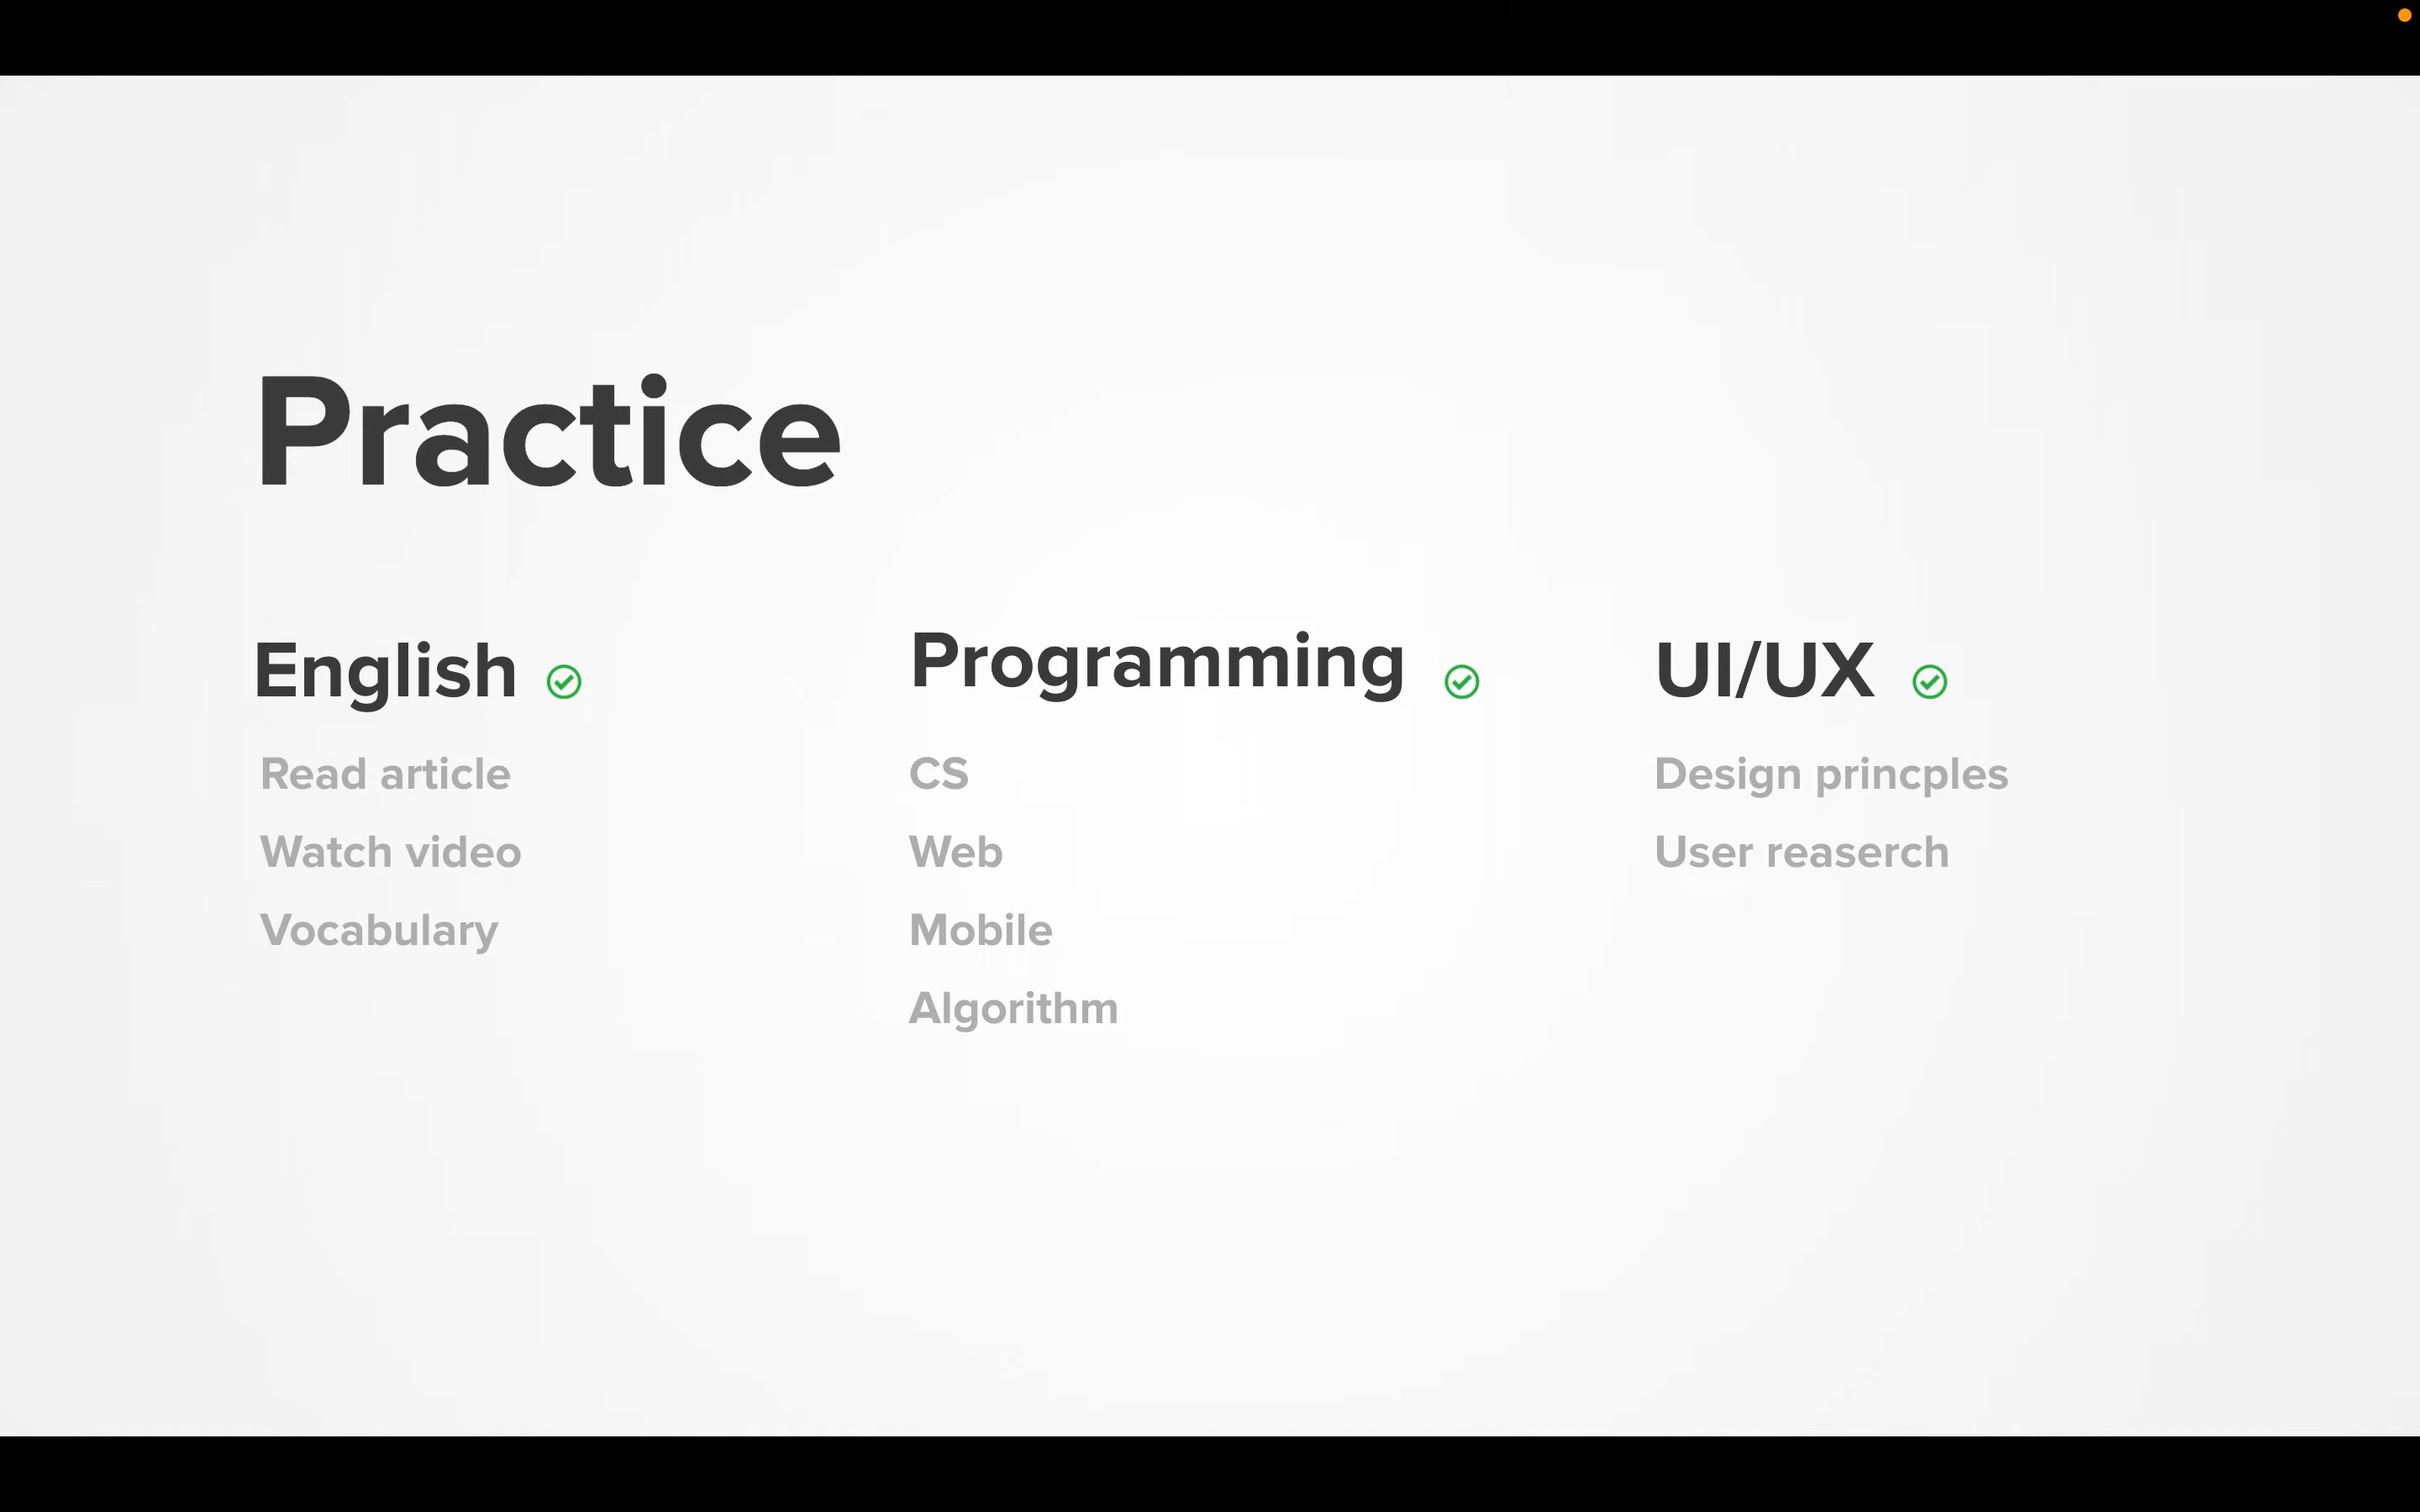 Practice
English
Read article
Watch video
Vocabulary
Programming
CS
Web
Mobile
Algorithm
UI/UX
Design princples
User reaserch